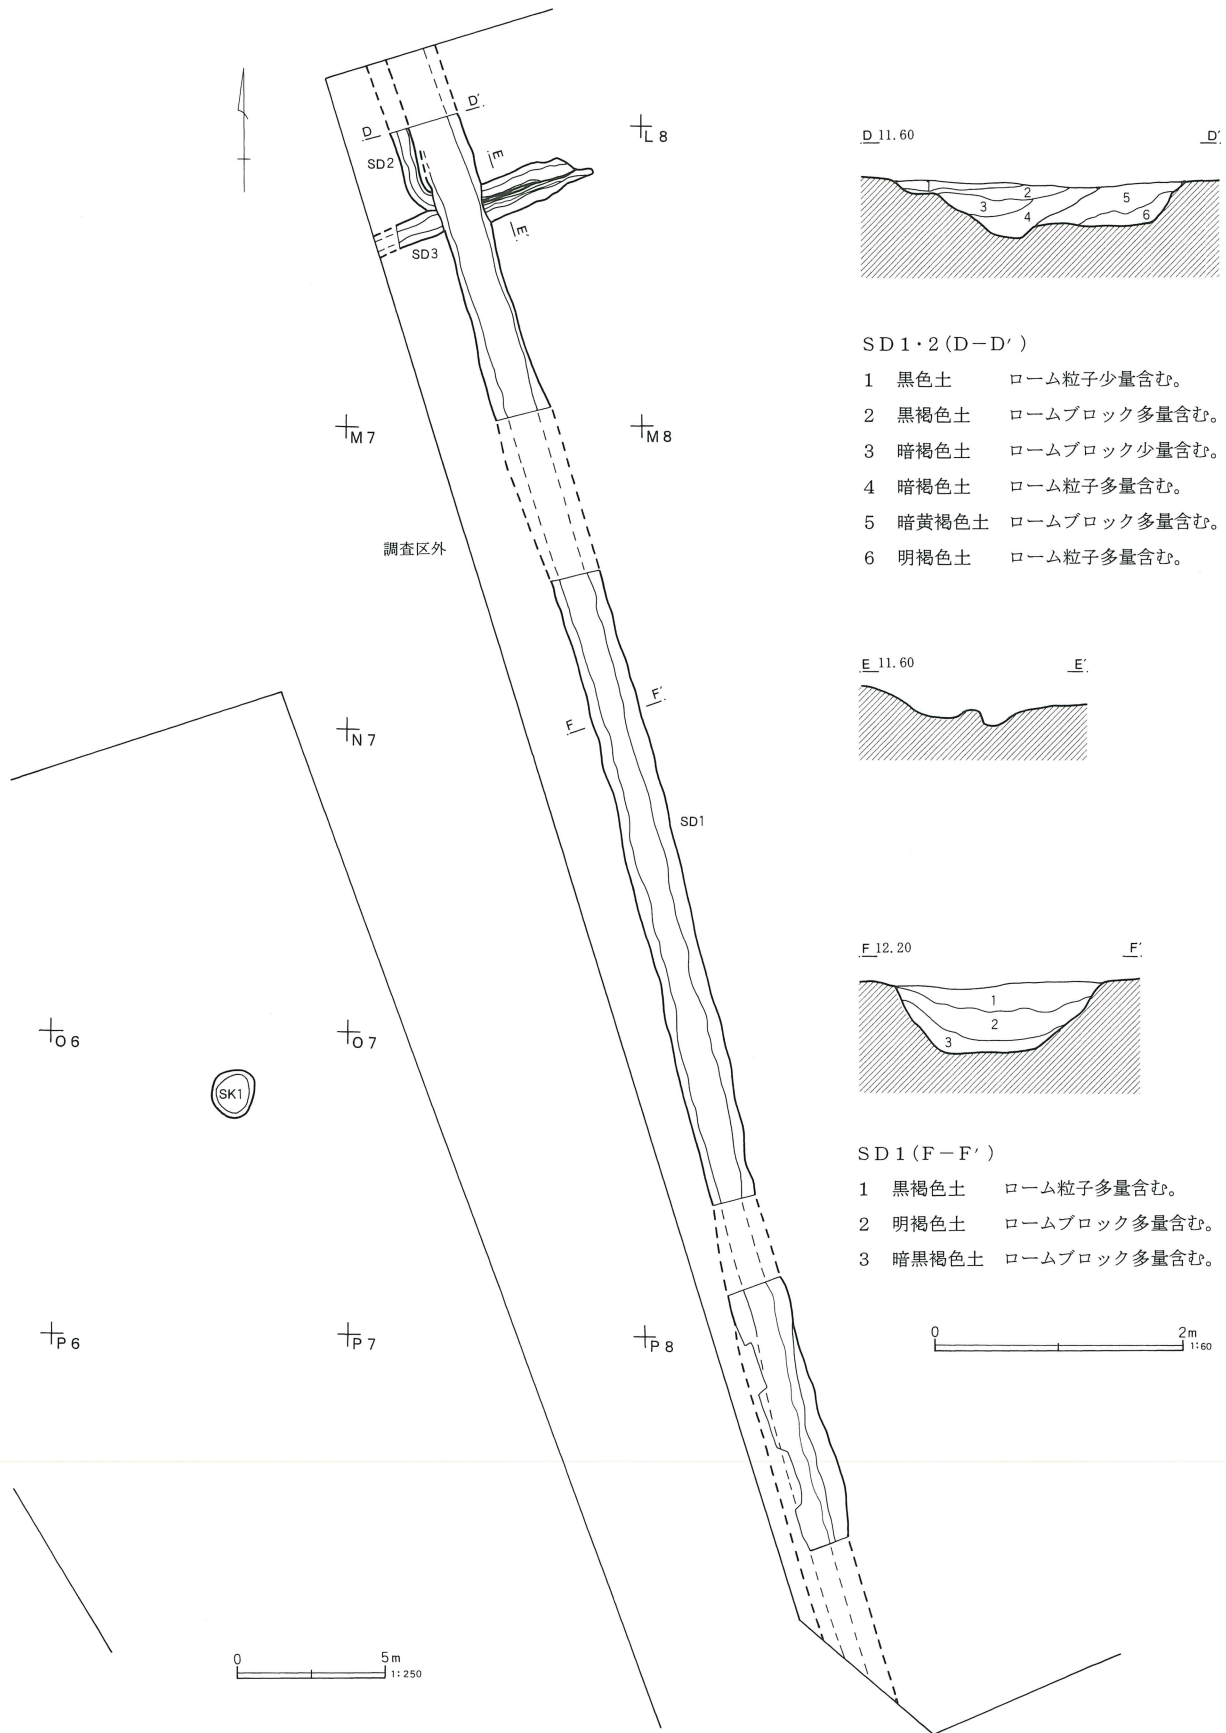 D
D′
SD2
E
E′
SD3
L8
M7
M8
調査区外
N7
F
F′
SD1
O6
O7
SK1
P6
P7
P8
0 5m
1:250
D 11.60 D′
1
2
3
4
5
6
SD1・2(D－D′)
1 黒色土 ローム粒子少量含む。
2 黒褐色土 ロームブロック多量含む。
3 暗褐色土 ロームブロック少量含む。
4 暗褐色土 ローム粒子多量含む。
5 暗黄褐色土 ロームブロック多量含む。
6 明褐色土 ローム粒子多量含む。
E 11.60 E′
F 12.20 F′
1
2
3
SD1(F－F′)
1 黒褐色土 ローム粒子多量含む。
2 明褐色土 ロームブロック多量含む。
3 暗黒褐色土 ロームブロック多量含む。
0 2m
1:60